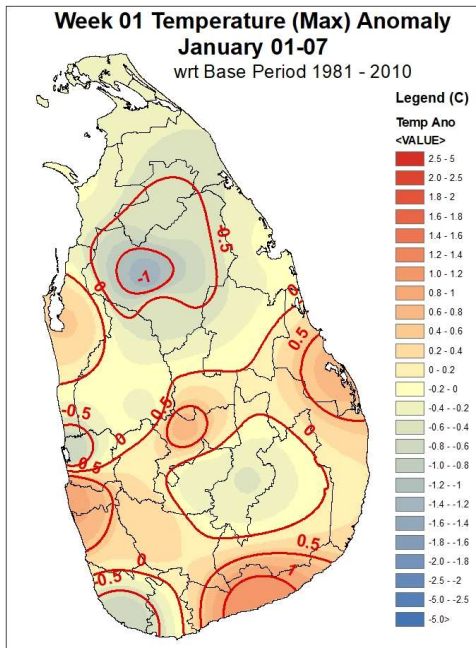 Week 01 Temperature (Max) Anomaly
January 01-07
wrt Base Period 1981 - 2010
Legend (C)
Temp Ano
<VALUE>
2.5 - 5
2.0 - 2.5
1.8 - 2
1.6 - 1.8
1.4 - 1.6
1.2 - 1.4
1.0 - 1.2
0.8 - 1
0.6 - 0.8
0.4 - 0.6
0.2 - 0.4
0 - 0.2
-0.2 - 0
-0.4 - -0.2
-0.6 - -0.4
-0.8 - -0.6
-1.0 - -0.8
-1.2 - -1
-1.4 - -1.2
-1.6 - -1.4
-1.8 - -1.6
-2.0 - -1.8
-2.5 - -2
-5.0 - -2.5
-5.0>
-0.5
-1
0
0
0.5
-0.5
0.5
0
0
0.5
0.5
0
-0.5
1